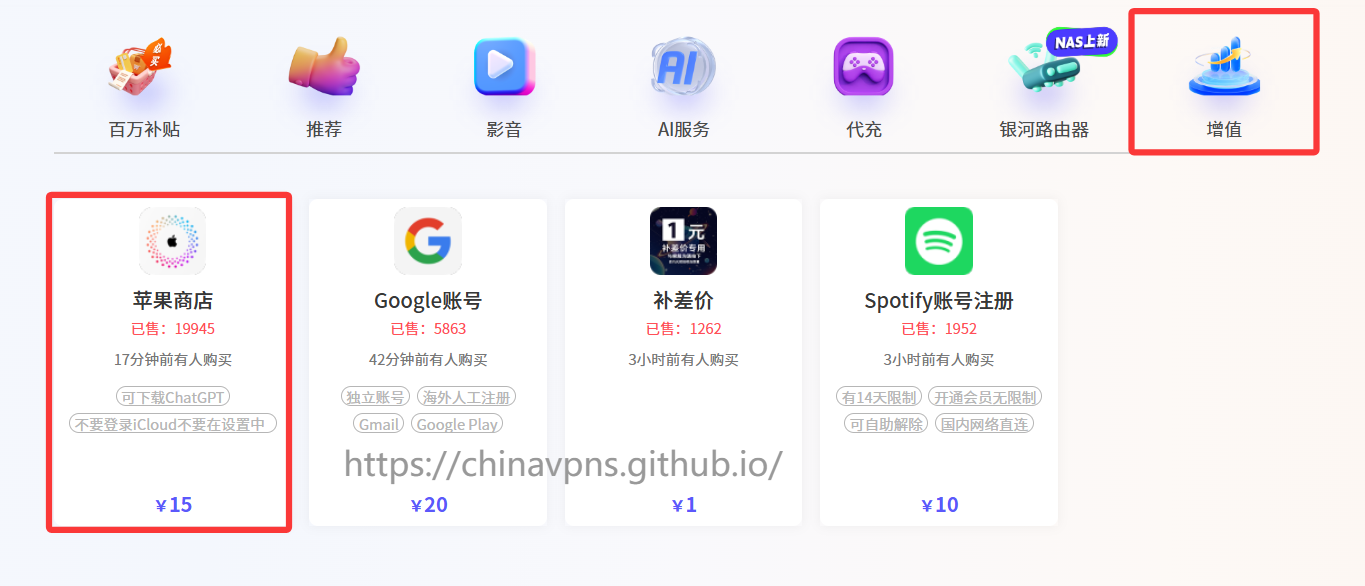 必买
NAS上新
AI
百万补贴
推荐
影音
AI服务
代充
银河路由器
增值
1元
补差价专用
苹果商店
Google账号
补差价
Spotify账号注册
已售：19945
已售：5863
已售：1262
已售：1952
17分钟前有人购买
42分钟前有人购买
3小时前有人购买
3小时前有人购买
可下载ChatGPT
独立账号 海外人工注册
有14天限制 开通会员无限制
不要登录iCloud不要在设置中
Gmail Google Play
可自助解除 国内网络直连
https://chinavpns.github.io/
￥15
￥20
￥1
￥10